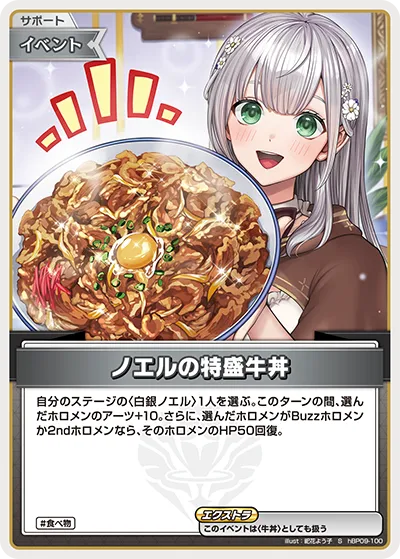 サポート
イベント
ノエルの特盛牛丼
自分のステージの〈白銀ノエル〉1人を選ぶ。このターンの間、選ん
だホロメンのアーツ+10。さらに、選んだホロメンがBuzzホロメン
か2ndホロメンなら、そのホロメンのHP50回復。
#食べ物
エクストラ
このイベントは〈牛丼〉としても扱う
illust:配花よう子 S hBP09-100